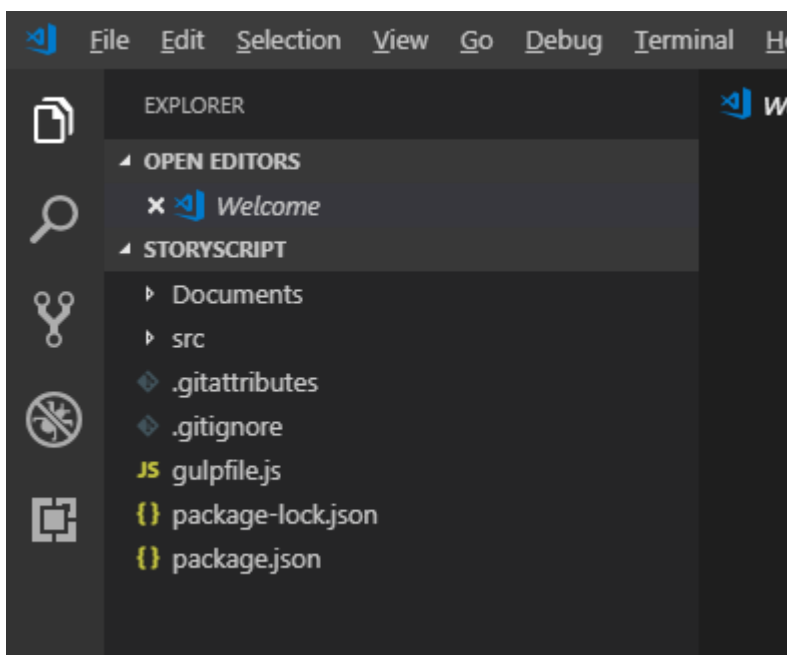 File Edit Selection View Go Debug Terminal
EXPLORER
OPEN EDITORS
Welcome
STORYSCRIPT
Documents
src
.gitattributes
.gitignore
JS gulpfile.js
{} package-lock.json
{} package.json